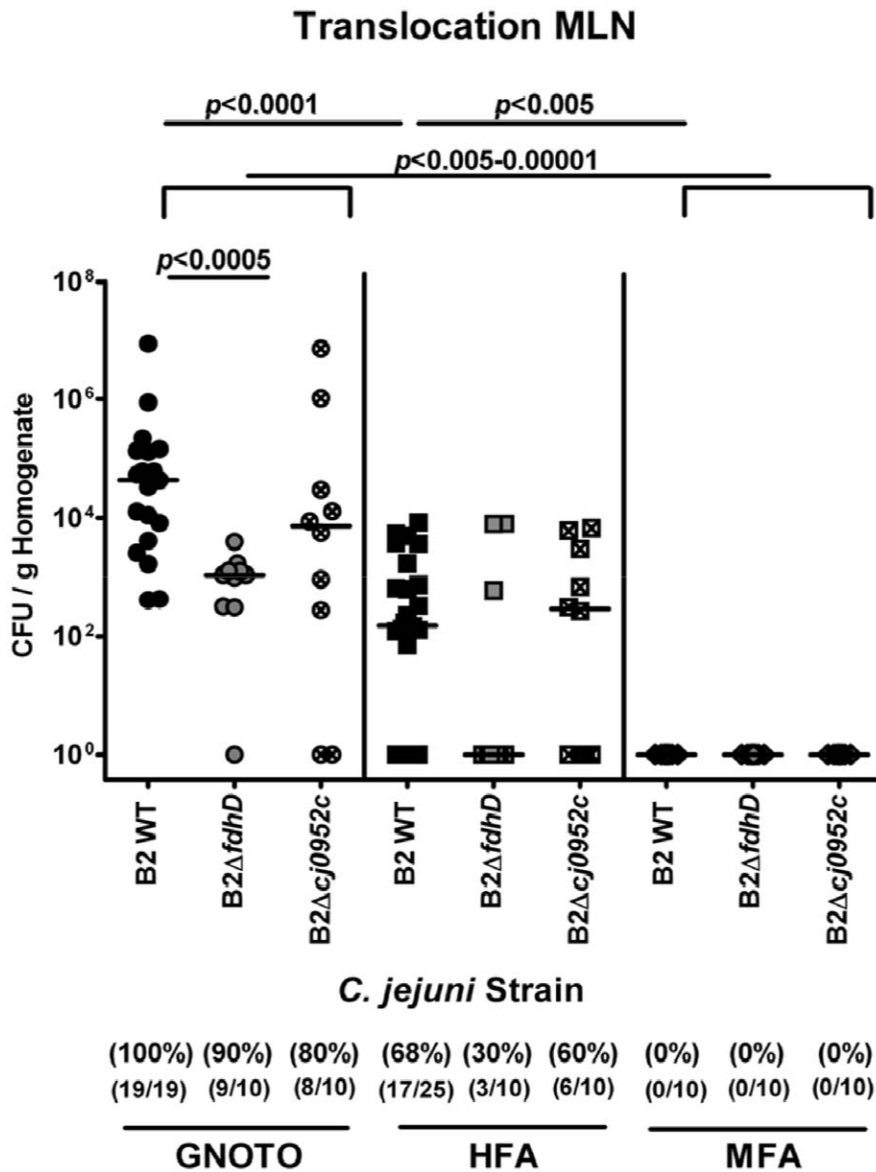 Translocation MLN
p<0.0001 p<0.005
p<0.005-0.00001
p<0.0005
10^8
10^6
10^4
10^2
10^0
CFU / g Homogenate
B2 WT B2ΔfdhD B2Δcj0952c B2 WT B2ΔfdhD B2Δcj0952c B2 WT B2ΔfdhD B2Δcj0952c
C. jejuni Strain
(100%) (90%) (80%) (68%) (30%) (60%) (0%) (0%) (0%)
(19/19) (9/10) (8/10) (17/25) (3/10) (6/10) (0/10) (0/10) (0/10)
GNOTO HFA MFA